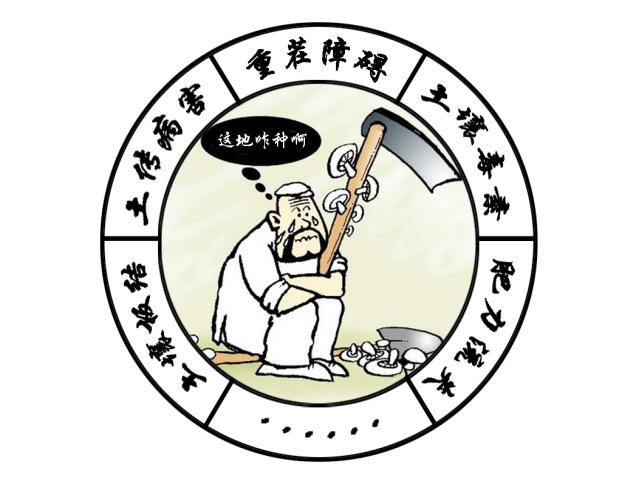 重茬障碍
土壤毒素
肥力流失
......
土壤板结
土传病害
这地咋种啊